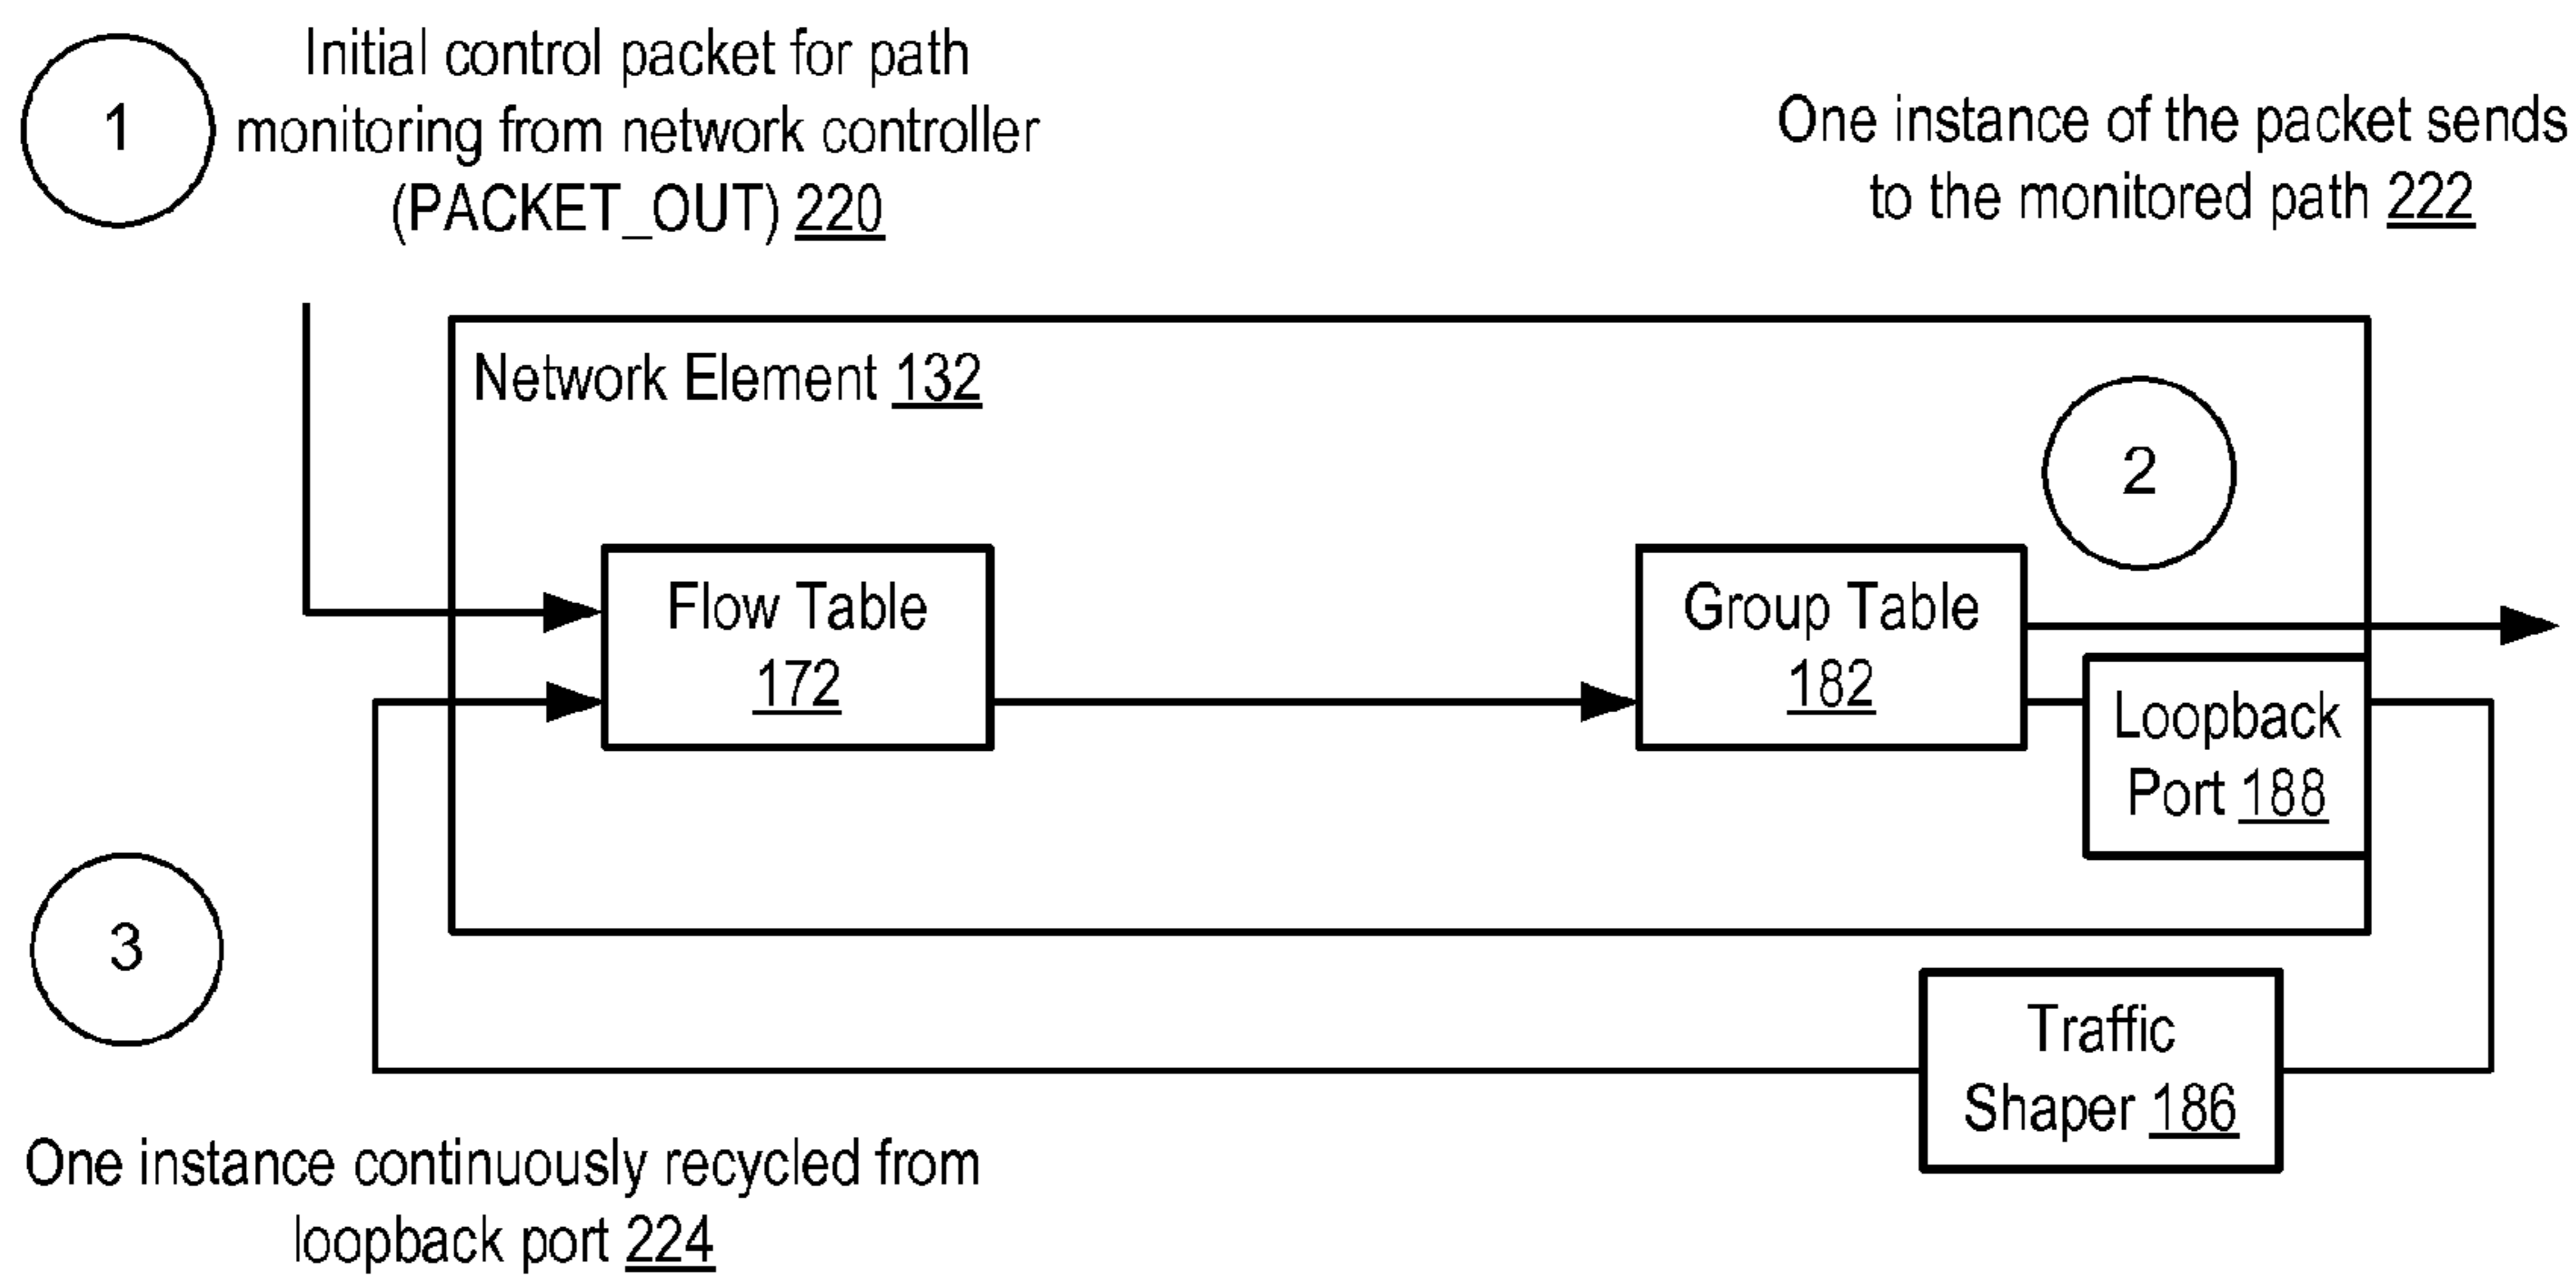 1
Initial control packet for path
monitoring from network controller
(PACKET_OUT) 220
One instance of the packet sends
to the monitored path 222
Network Element 132
2
Flow Table
172
Group Table
182
Loopback
Port 188
3
Traffic
Shaper 186
One instance continuously recycled from
loopback port 224